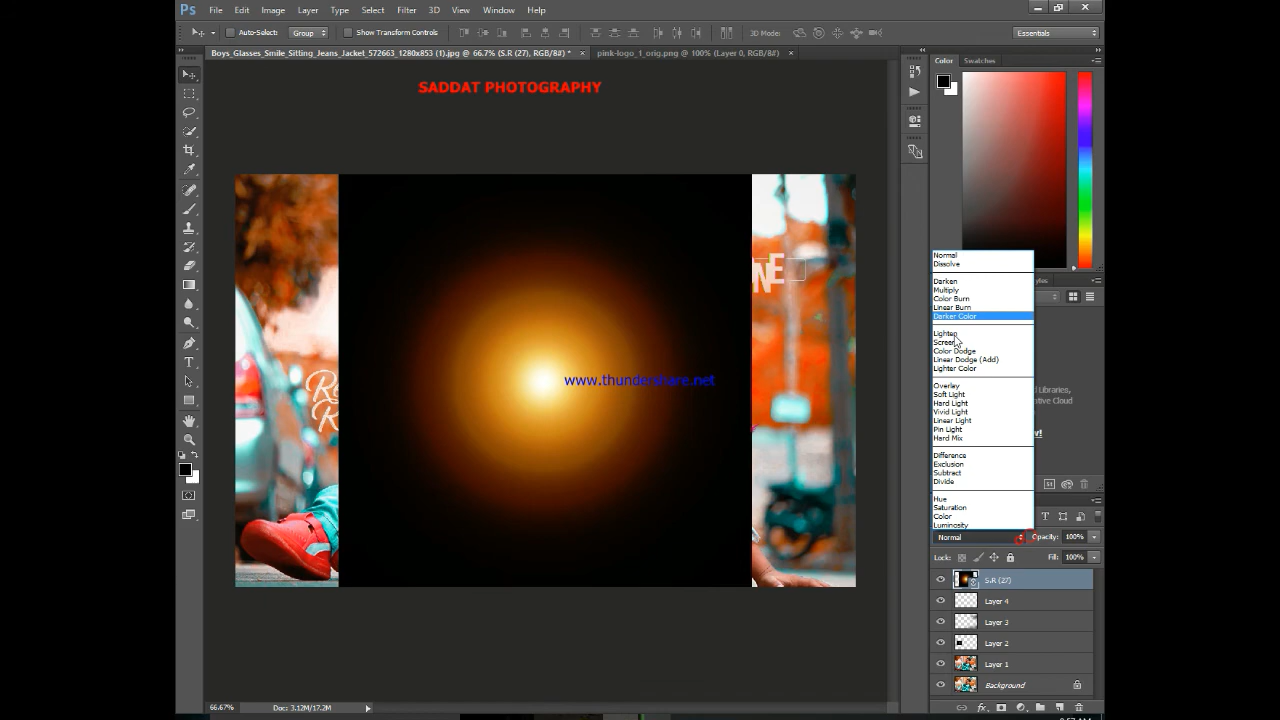 Ps File Edit Image Layer Type Select Filter 3D View Window Help
Auto-Select: Group Show Transform Controls 3D Mode: Essentials
Boys_Glasses_Smile_Sitting_Jeans_Jacket_572663_1280x853 (1).jpg @ 66.7% (S.R (27), RGB/8#) * × pink-logo_1_orig.png @ 100% (Layer 0, RGB/8#) ×
Color Swatches
SADDAT PHOTOGRAPHY
NE
www.thundershare.net
Normal
Dissolve
Darken
Multiply
Color Burn
Linear Burn
Darker Color
Lighten
Screen
Color Dodge
Linear Dodge (Add)
Lighter Color
Overlay
Soft Light
Hard Light
Vivid Light
Linear Light
Pin Light
Hard Mix
Difference
Exclusion
Subtract
Divide
Hue
Saturation
Color
Luminosity
Libraries,
Cloud
Normal Opacity: 100%
Lock: Fill: 100%
S.R (27)
Layer 4
Layer 3
Layer 2
Layer 1
Background
66.67% Doc: 3.12M/17.2M